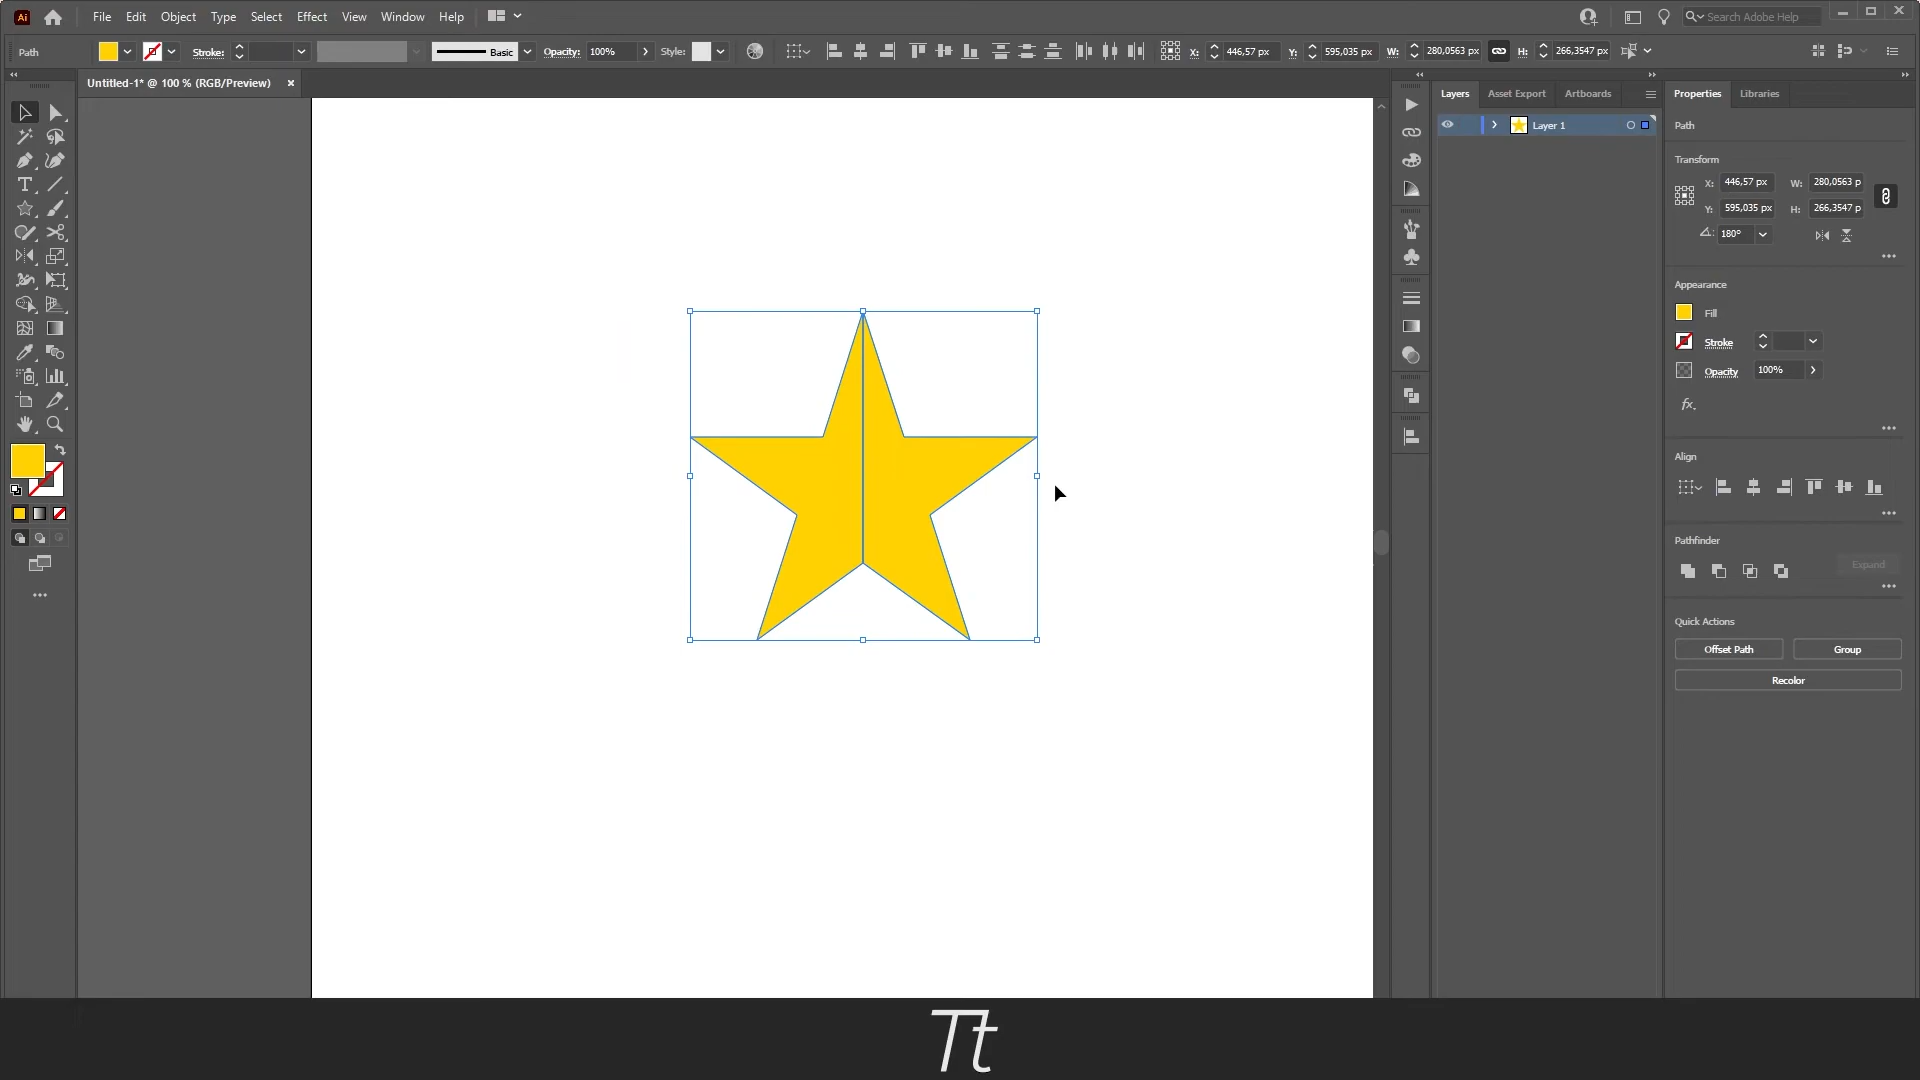 Ai File Edit Object Type Select Effect View Window Help Search Adobe Help
Path Stroke: Basic Opacity: 100% Style: X: 446,57 px Y: 595,035 px W: 280,0563 px H: 266,3547 px
Untitled-1* @ 100 % (RGB/Preview)
Layers Asset Export Artboards
Layer 1
Properties Libraries
Path
Transform
X: 446,57 px W: 280,0563 p
Y: 595,035 px H: 266,3547 p
180°
Appearance
Fill
Stroke
Opacity 100%
fx.
Align
Pathfinder
Expand
Quick Actions
Offset Path Group
Recolor
Tt